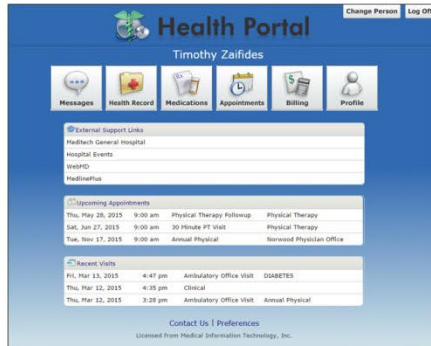 Change Person Log Off
Health Portal
Timothy Zaifides
Messages Health Record Medications Appointments Billing Profile
External Support Links
Meditech General Hospital
Hospital Events
WebMD
MedlinePlus
Upcoming Appointments
Thu, May 28, 2015 9:00 am Physical Therapy Followup Physical Therapy
Sat, Jun 27, 2015 9:00 am 30 Minute PT Visit Physical Therapy
Tue, Nov 17, 2015 9:00 am Annual Physical Norwood Physician Office
Recent Visits
Fri, Mar 13, 2015 4:47 pm Ambulatory Office Visit DIABETES
Thu, Mar 12, 2015 4:35 pm Clinical
Thu, Mar 12, 2015 3:28 pm Ambulatory Office Visit Annual Physical
Contact Us | Preferences
Licensed from Medical Information Technology, Inc.